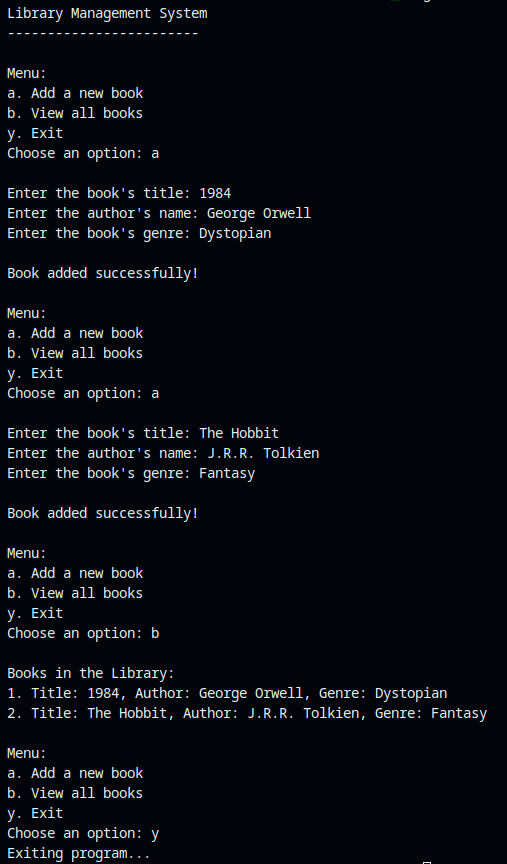 Library Management System
------------------------
Menu:
a. Add a new book
b. View all books
y. Exit
Choose an option: a
Enter the book's title: 1984
Enter the author's name: George Orwell
Enter the book's genre: Dystopian
Book added successfully!
Menu:
a. Add a new book
b. View all books
y. Exit
Choose an option: a
Enter the book's title: The Hobbit
Enter the author's name: J.R.R. Tolkien
Enter the book's genre: Fantasy
Book added successfully!
Menu:
a. Add a new book
b. View all books
y. Exit
Choose an option: b
Books in the Library:
1. Title: 1984, Author: George Orwell, Genre: Dystopian
2. Title: The Hobbit, Author: J.R.R. Tolkien, Genre: Fantasy
Menu:
a. Add a new book
b. View all books
y. Exit
Choose an option: y
Exiting program...